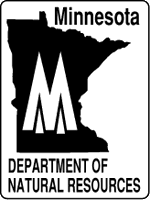 Minnesota
M
DEPARTMENT OF
NATURAL RESOURCES